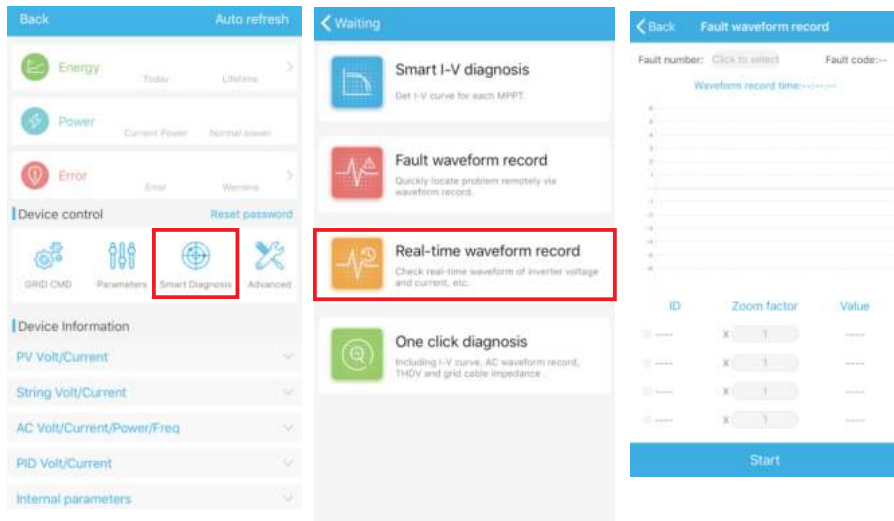 Back Auto refresh
Energy
Today Lifetime
Power
Current Power Normal power
Error
Error Warning
Device control Reset password
GRID CMD Parameters Smart Diagnosis Advanced
Device Information
PV Volt/Current
String Volt/Current
AC Volt/Current/Power/Freq
PID Volt/Current
Internal parameters
Waiting
Smart I-V diagnosis
Get I-V curve for each MPPT.
Fault waveform record
Quickly locate problem remotely via
waveform record.
Real-time waveform record
Check real-time waveform of inverter voltage
and current, etc.
One click diagnosis
Including I-V curve, AC waveform record,
THDV and grid cable impedance .
Back Fault waveform record
Fault number: Click to select Fault code:--
Waveform record time:--:--:--
ID Zoom factor Value
---- X 1 ----
---- X 1 ----
---- X 1 ----
---- X 1 ----
Start